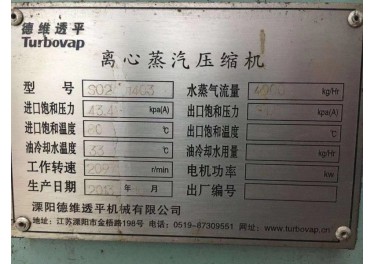 德维透平
Turbovap
离心蒸汽压缩机
型 号 水蒸气流量 kg/Hr
进口饱和压力 kpa(A) 出口饱和压力 kpa(A)
进口饱和温度 ℃ 出口饱和温度 ℃
油冷却水温度 33 ℃ 油冷却水用量 kg/Hr
工作转速 r/min 电机功率 kw
生产日期 年 月 出厂编号
溧阳德维透平机械有限公司
地址：江苏溧阳市金梧路198号 电话：0519-87309551 网址：www.turbovap.cn